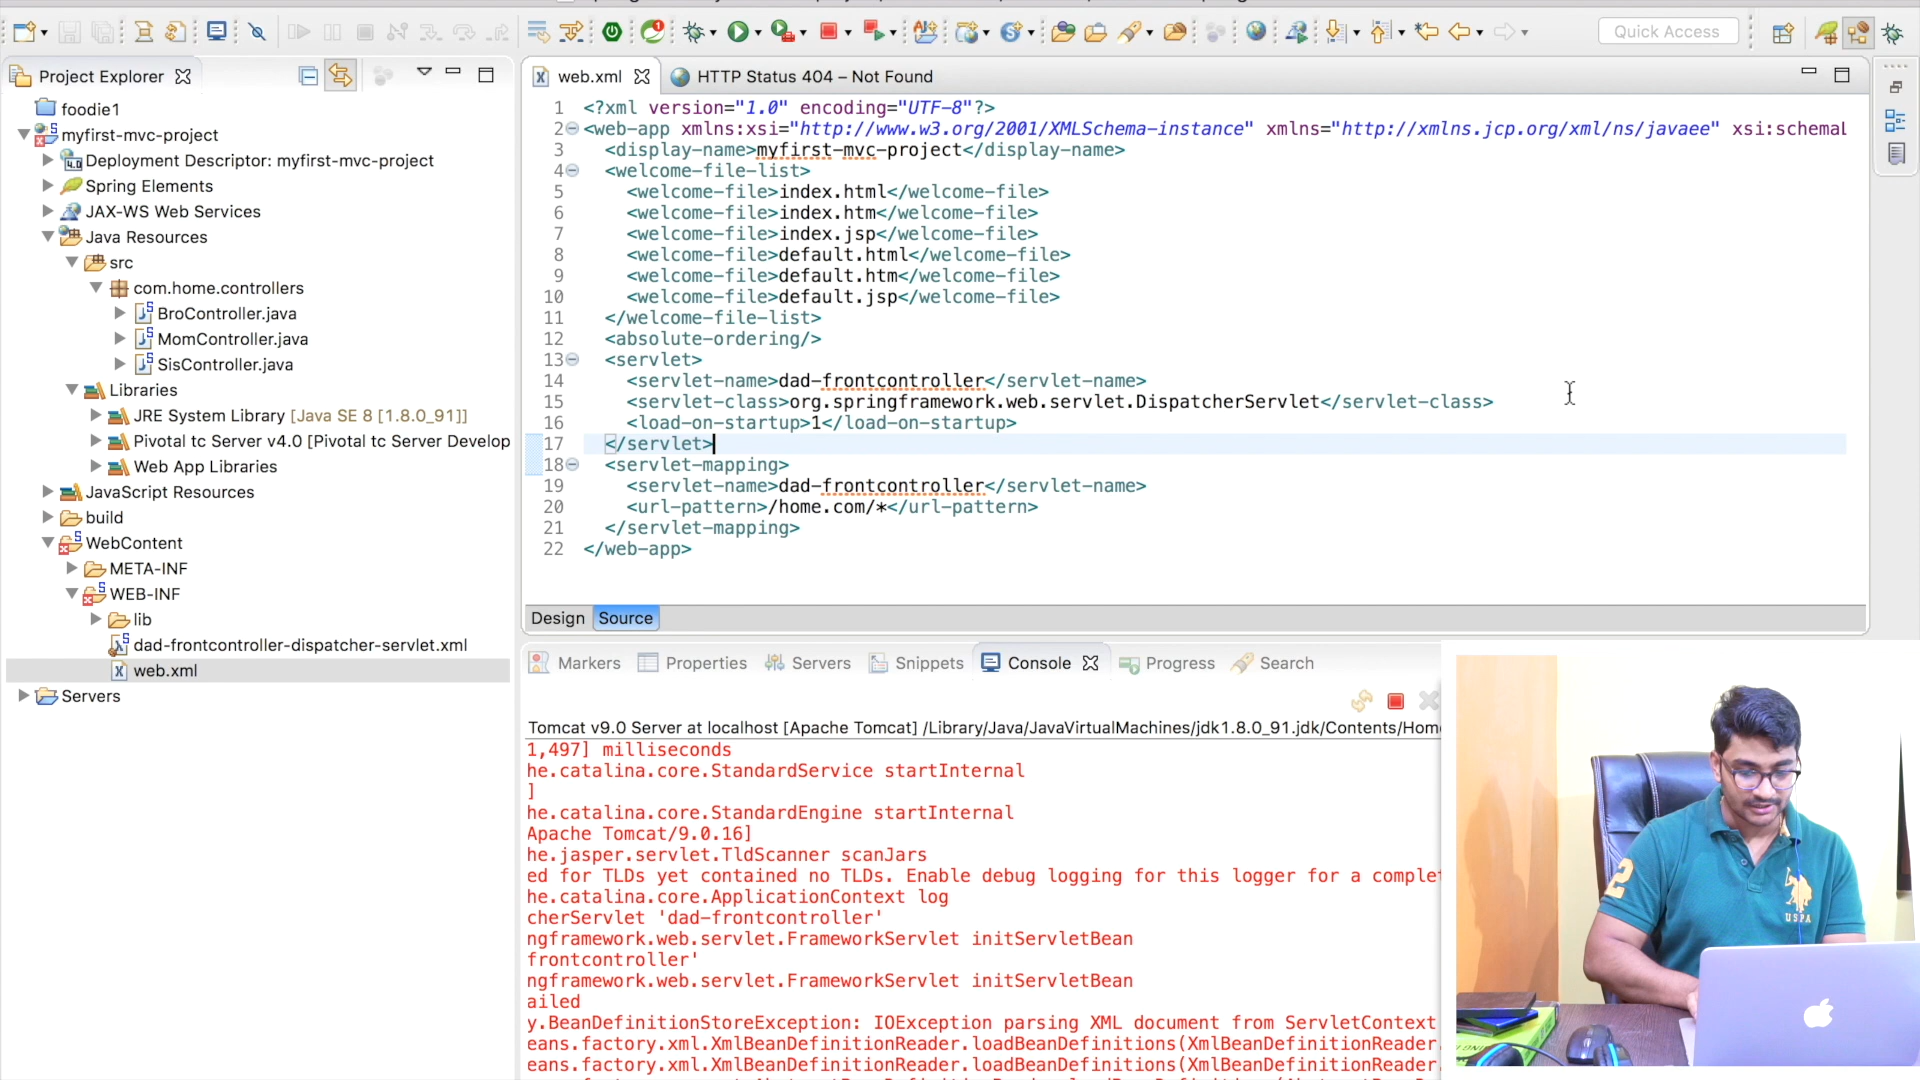 Quick Access
Project Explorer
foodie1
myfirst-mvc-project
Deployment Descriptor: myfirst-mvc-project
Spring Elements
JAX-WS Web Services
Java Resources
src
com.home.controllers
BroController.java
MomController.java
SisController.java
Libraries
JRE System Library [Java SE 8 [1.8.0_91]]
Pivotal tc Server v4.0 [Pivotal tc Server Develop
Web App Libraries
JavaScript Resources
build
WebContent
META-INF
WEB-INF
lib
dad-frontcontroller-dispatcher-servlet.xml
web.xml
Servers
web.xml HTTP Status 404 – Not Found
1 <?xml version="1.0" encoding="UTF-8"?>
2 <web-app xmlns:xsi="http://www.w3.org/2001/XMLSchema-instance" xmlns="http://xmlns.jcp.org/xml/ns/javaee" xsi:schemaL
3 <display-name>myfirst-mvc-project</display-name>
4 <welcome-file-list>
5 <welcome-file>index.html</welcome-file>
6 <welcome-file>index.htm</welcome-file>
7 <welcome-file>index.jsp</welcome-file>
8 <welcome-file>default.html</welcome-file>
9 <welcome-file>default.htm</welcome-file>
10 <welcome-file>default.jsp</welcome-file>
11 </welcome-file-list>
12 <absolute-ordering/>
13 <servlet>
14 <servlet-name>dad-frontcontroller</servlet-name>
15 <servlet-class>org.springframework.web.servlet.DispatcherServlet</servlet-class>
16 <load-on-startup>1</load-on-startup>
17 </servlet>
18 <servlet-mapping>
19 <servlet-name>dad-frontcontroller</servlet-name>
20 <url-pattern>/home.com/*</url-pattern>
21 </servlet-mapping>
22 </web-app>
Design Source
Markers Properties Servers Snippets Console Progress Search
Tomcat v9.0 Server at localhost [Apache Tomcat] /Library/Java/JavaVirtualMachines/jdk1.8.0_91.jdk/Contents/Hom
1,497] milliseconds
he.catalina.core.StandardService startInternal
]
he.catalina.core.StandardEngine startInternal
Apache Tomcat/9.0.16]
he.jasper.servlet.TldScanner scanJars
ed for TLDs yet contained no TLDs. Enable debug logging for this logger for a complet
he.catalina.core.ApplicationContext log
cherServlet 'dad-frontcontroller'
ngframework.web.servlet.FrameworkServlet initServletBean
frontcontroller'
ngframework.web.servlet.FrameworkServlet initServletBean
ailed
y.BeanDefinitionStoreException: IOException parsing XML document from ServletContext
eans.factory.xml.XmlBeanDefinitionReader.loadBeanDefinitions(XmlBeanDefinitionReader.
eans.factory.xml.XmlBeanDefinitionReader.loadBeanDefinitions(XmlBeanDefinitionReader.
2
USPA